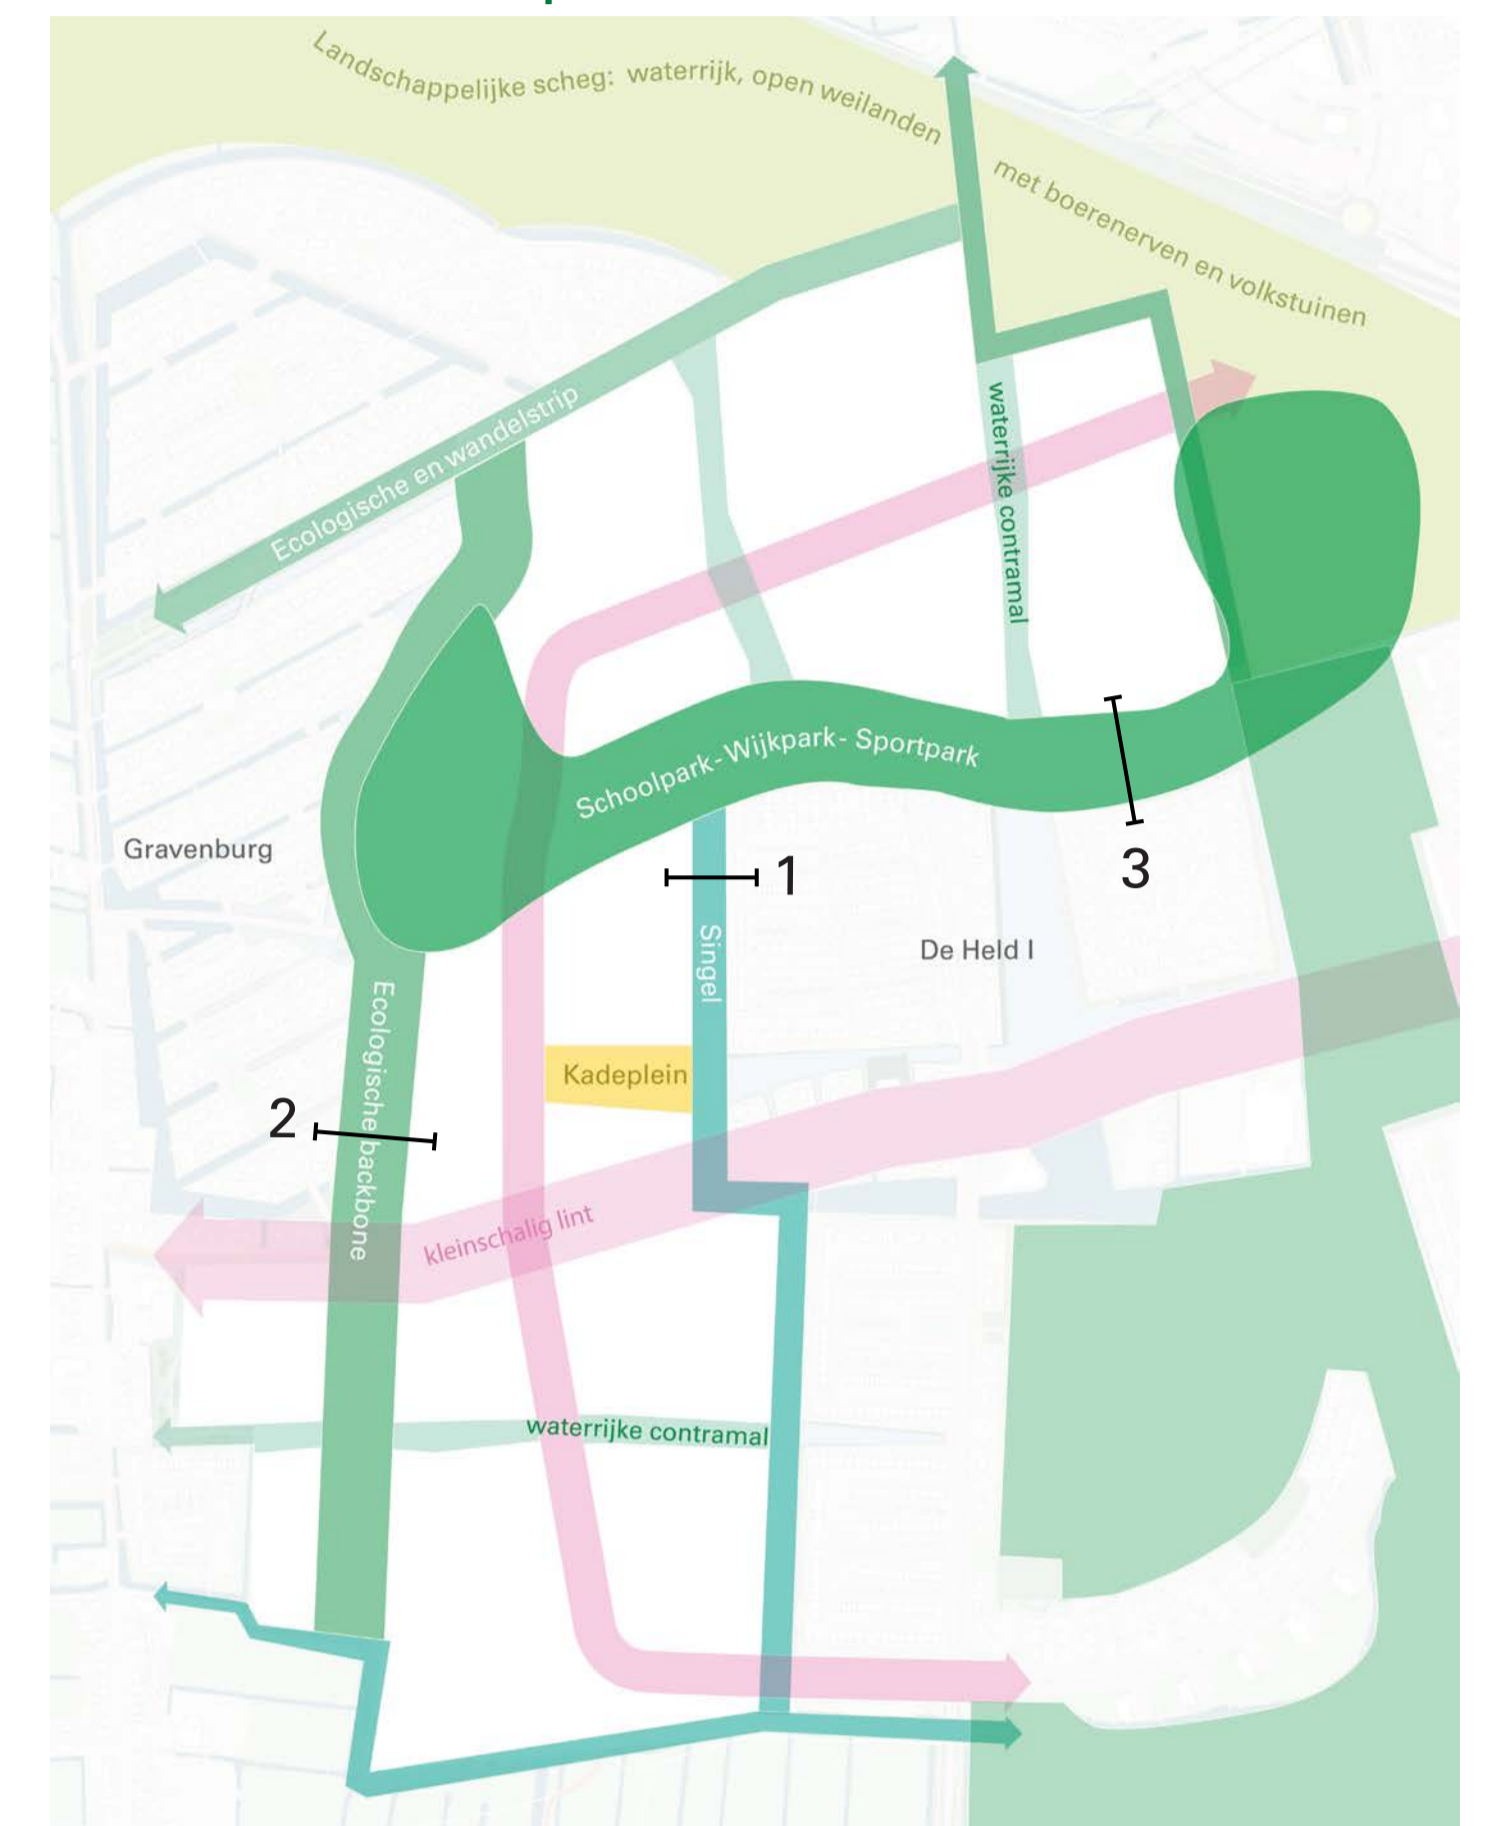 Landschappelijke scheg: waterrijk, open weilanden
met boerenerven en volkstuinen
Ecologische en wandelstrip
waterrijke contramal
Schoolpark-Wijkpark- Sportpark
Gravenburg
1
3
Singel
De Held I
Ecologische backbone
Kadeplein
2
kleinschalig lint
waterrijke contramal